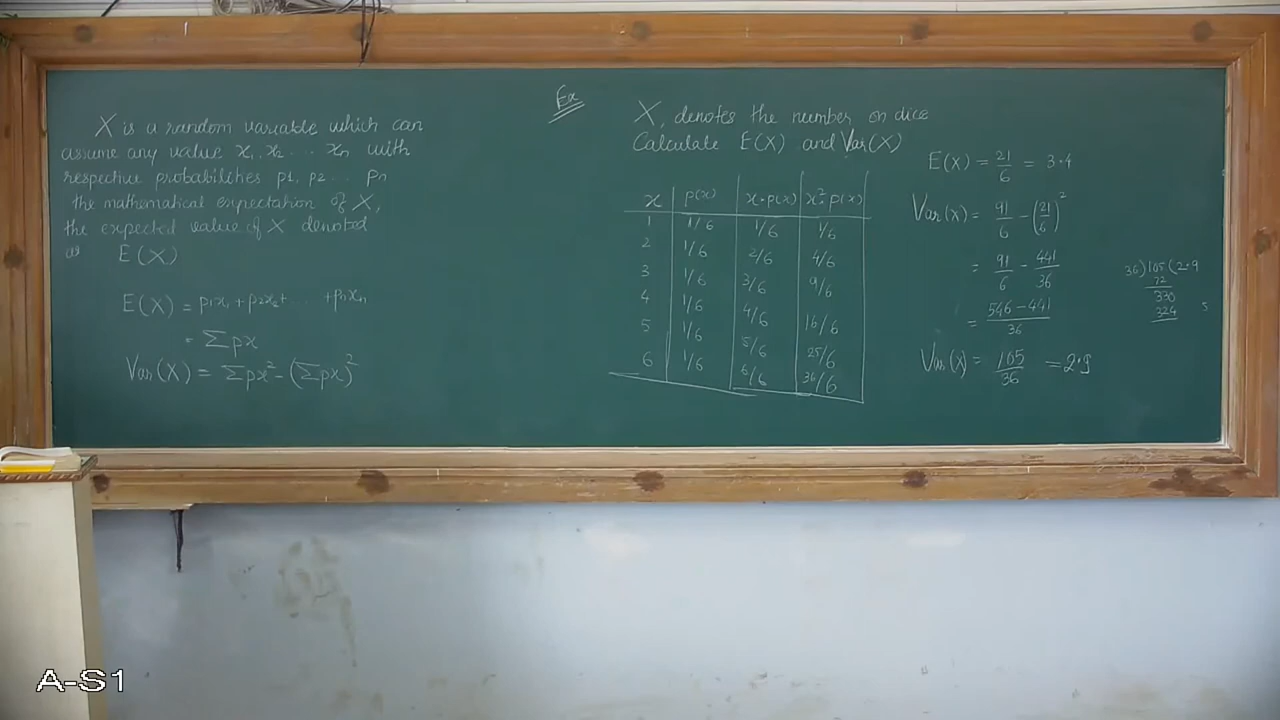 X is a random variable which can
assume any value x1, x2 ... xn with
respective probabilities p1, p2 ... pn
the mathematical expectation of X,
the expected value of X denoted
as E(X)
E(X) = p1x1 + p2x2 + ... + pnxn
= Σpx
Var(X) = Σpx² - (Σpx)²
Ex
X, denotes the number on dice
Calculate E(X) and Var(X)
x p(x) x·p(x) x²·p(x)
1 1/6 1/6 1/6
2 1/6 2/6 4/6
3 1/6 3/6 9/6
4 1/6 4/6 16/6
5 1/6 5/6 25/6
6 1/6 6/6 36/6
E(X) = 21/6 = 3.4
Var(X) = 91/6 - (21/6)²
= 91/6 - 441/36
= 546 - 441/36
Var(X) = 105/36 = 2.9
36) 105 (2.9
72
330
324
5
A-S1